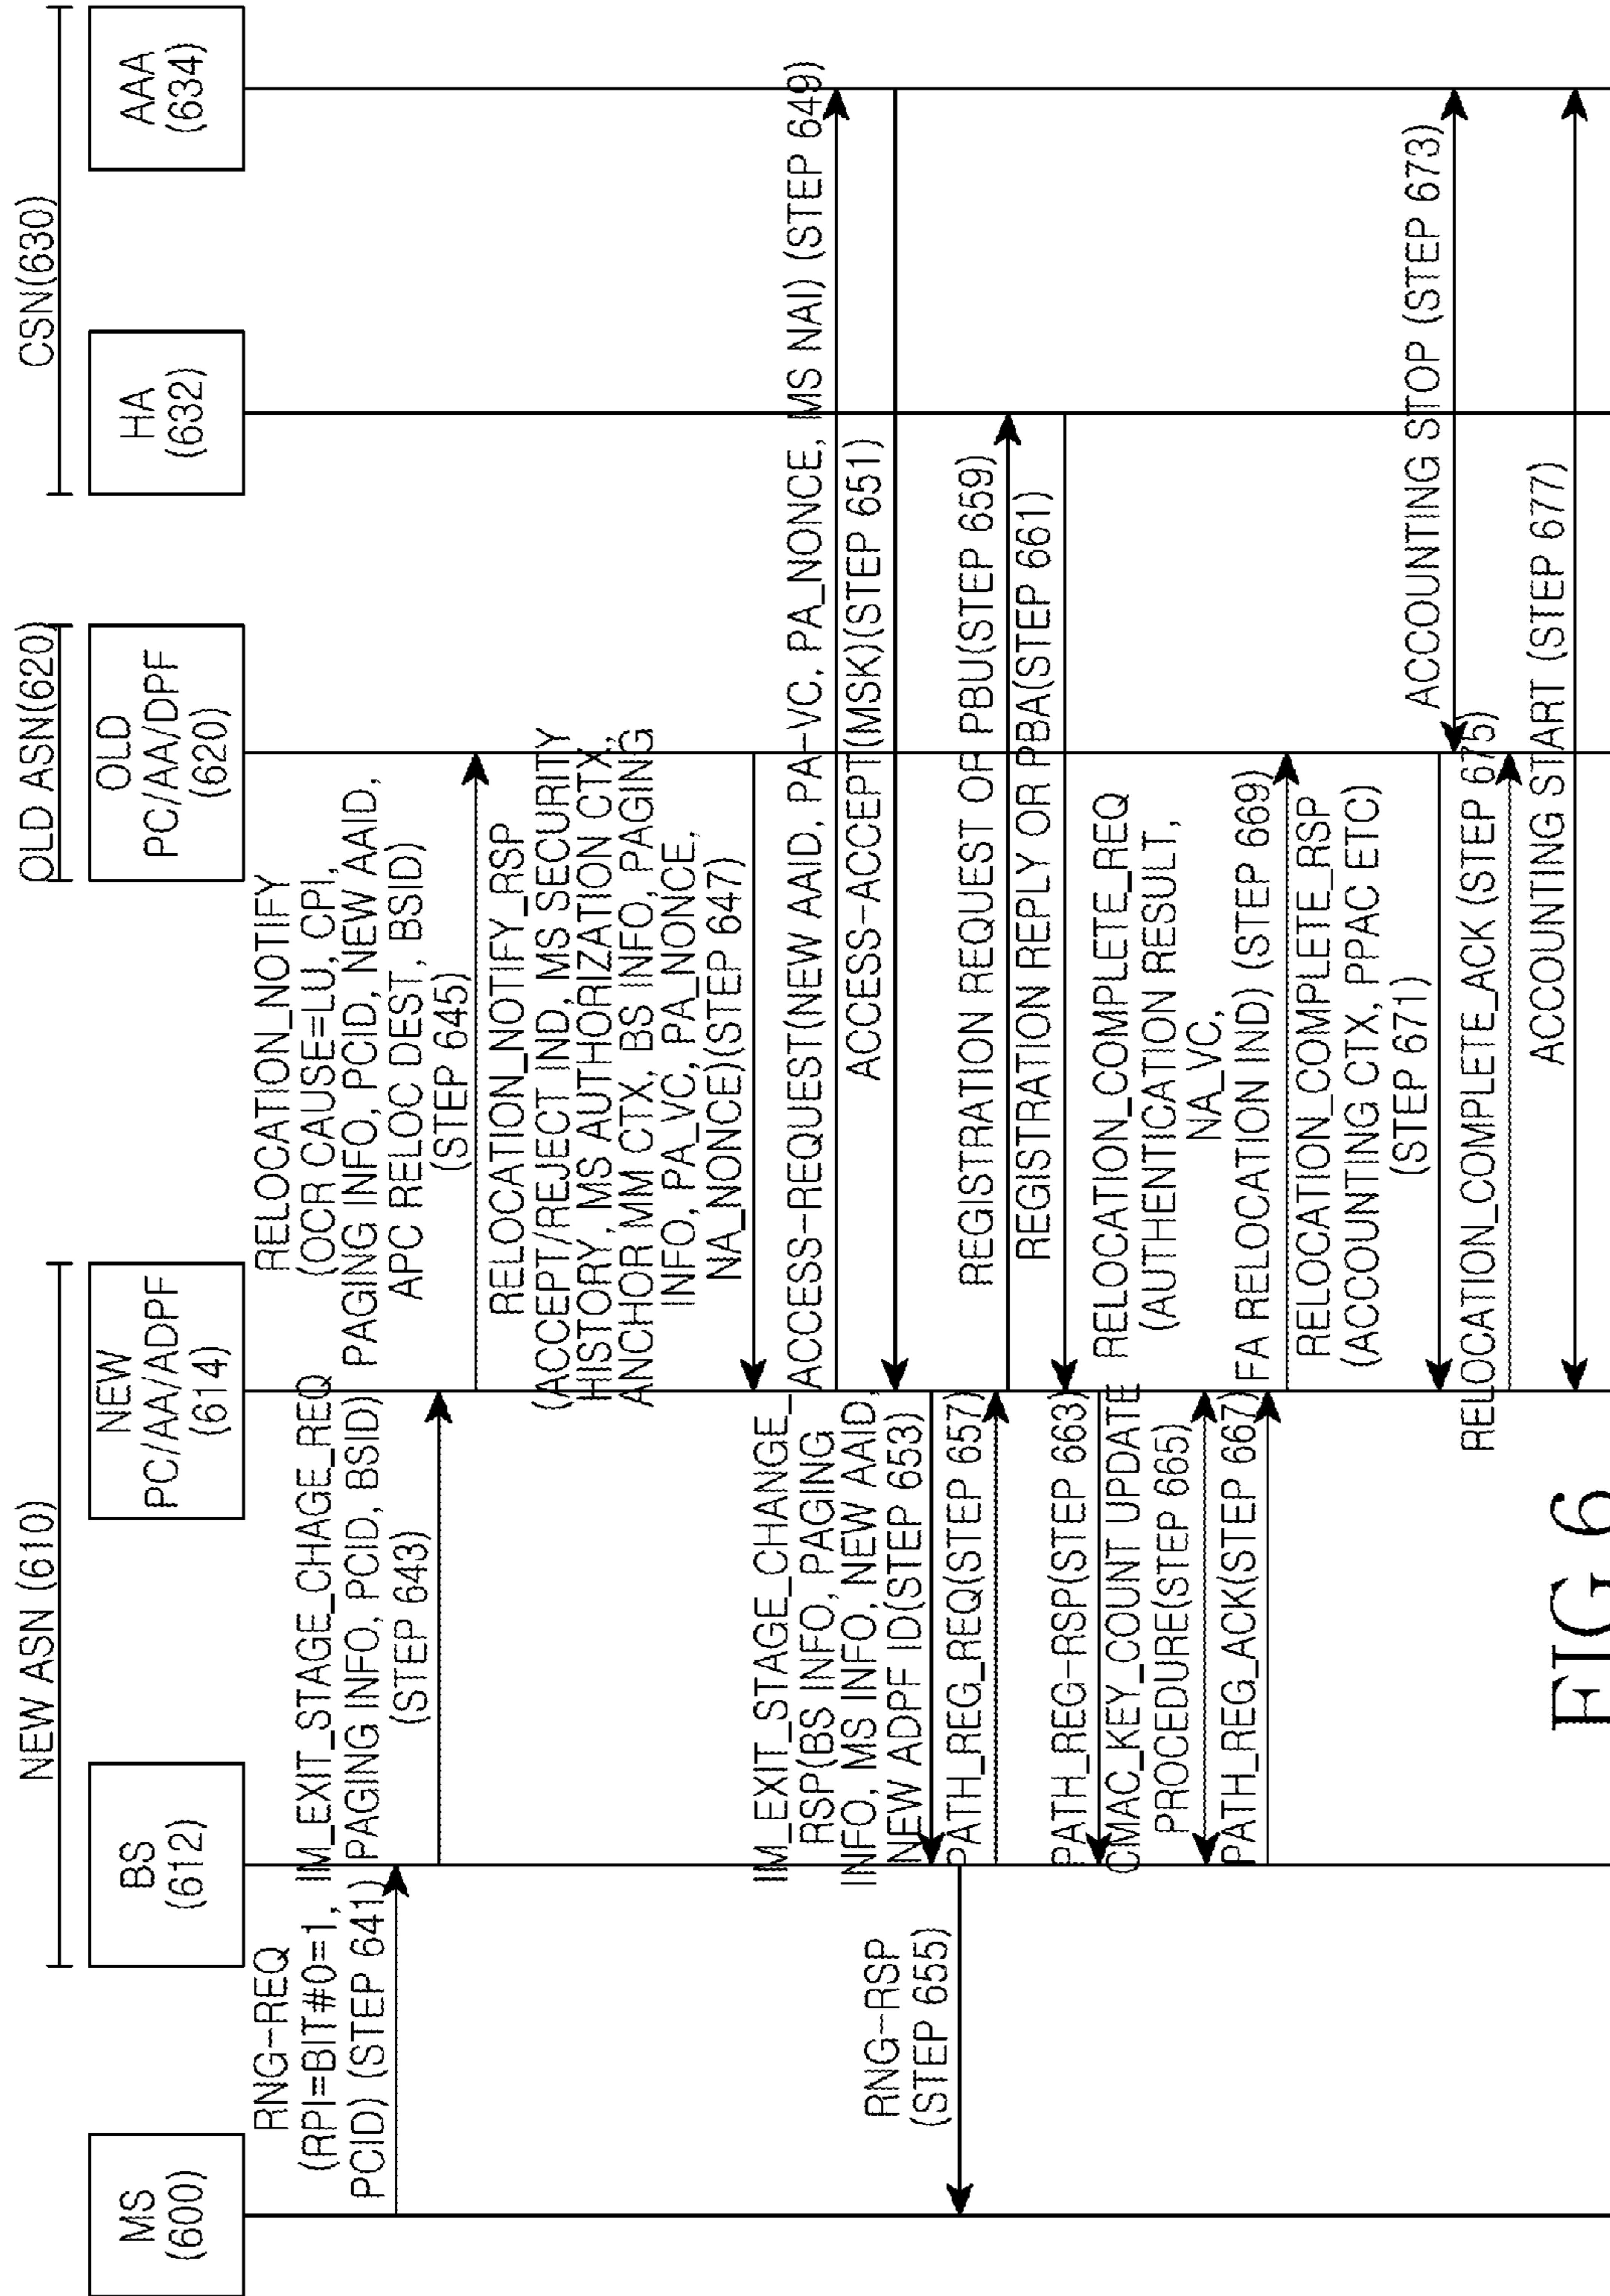 NEW ASN (610)
OLD ASN(620)
CSN(630)
MS
(600)
BS
(612)
NEW
PC/AA/ADPF
(614)
OLD
PC/AA/DPF
(620)
HA
(632)
AAA
(634)
RNG-REQ
(RPI=BIT#0=1,
PCID) (STEP 641)
IM_EXIT_STAGE_CHAGE_REQ
PAGING INFO, PCID, BSID)
(STEP 643)
RELOCATION_NOTIFY
(OCR CAUSE=LU, CPI,
PAGING INFO, PCID, NEW AAID,
APC RELOC DEST, BSID)
(STEP 645)
RELOCATION_NOTIFY_RSP
(ACCEPT/REJECT IND, MS SECURITY
HISTORY, MS AUTHORIZATION CTX,
ANCHOR MM CTX, BS INFO, PAGING
INFO, PA_VC, PA_NONCE,
NA_NONCE)(STEP 647)
ACCESS-REQUEST(NEW AAID, PA-VC, PA_NONCE, MS NAI) (STEP 649)
ACCESS-ACCEPT(MSK)(STEP 651)
IM_EXIT_STAGE_CHANGE_
RSP(BS INFO, PAGING
INFO, MS INFO, NEW AAID,
NEW ADPF ID(STEP 653)
RNG-RSP
(STEP 655)
PATH_REG_REQ(STEP 657)
REGISTRATION REQUEST OF PBU(STEP 659)
REGISTRATION REPLY OR PBA(STEP 661)
PATH_REG-RSP(STEP 663)
CMAC_KEY_COUNT UPDATE
PROCEDURE(STEP 665)
PATH_REG_ACK(STEP 667)
RELOCATION_COMPLETE_REQ
(AUTHENTICATION RESULT,
NA_VC,
FA RELOCATION IND) (STEP 669)
RELOCATION_COMPLETE_RSP
(ACCOUNTING CTX, PPAC ETC)
(STEP 671)
ACCOUNTING STOP (STEP 673)
RELOCATION_COMPLETE_ACK (STEP 675)
ACCOUNTING START (STEP 677)
FIG 6